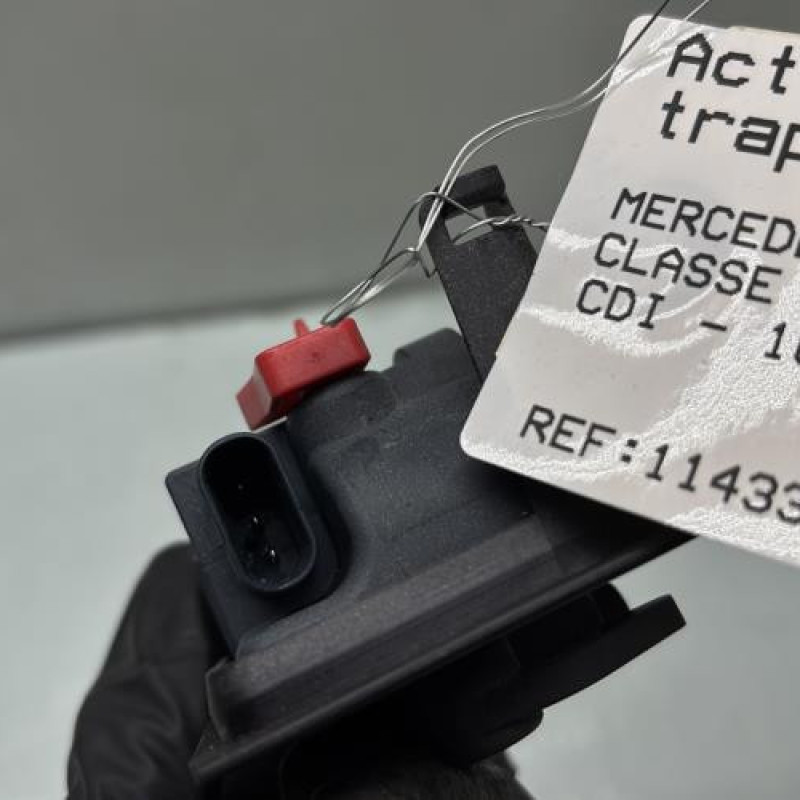 Act
trap
MERCED
CLASSE
CDI - 1
REF:11433